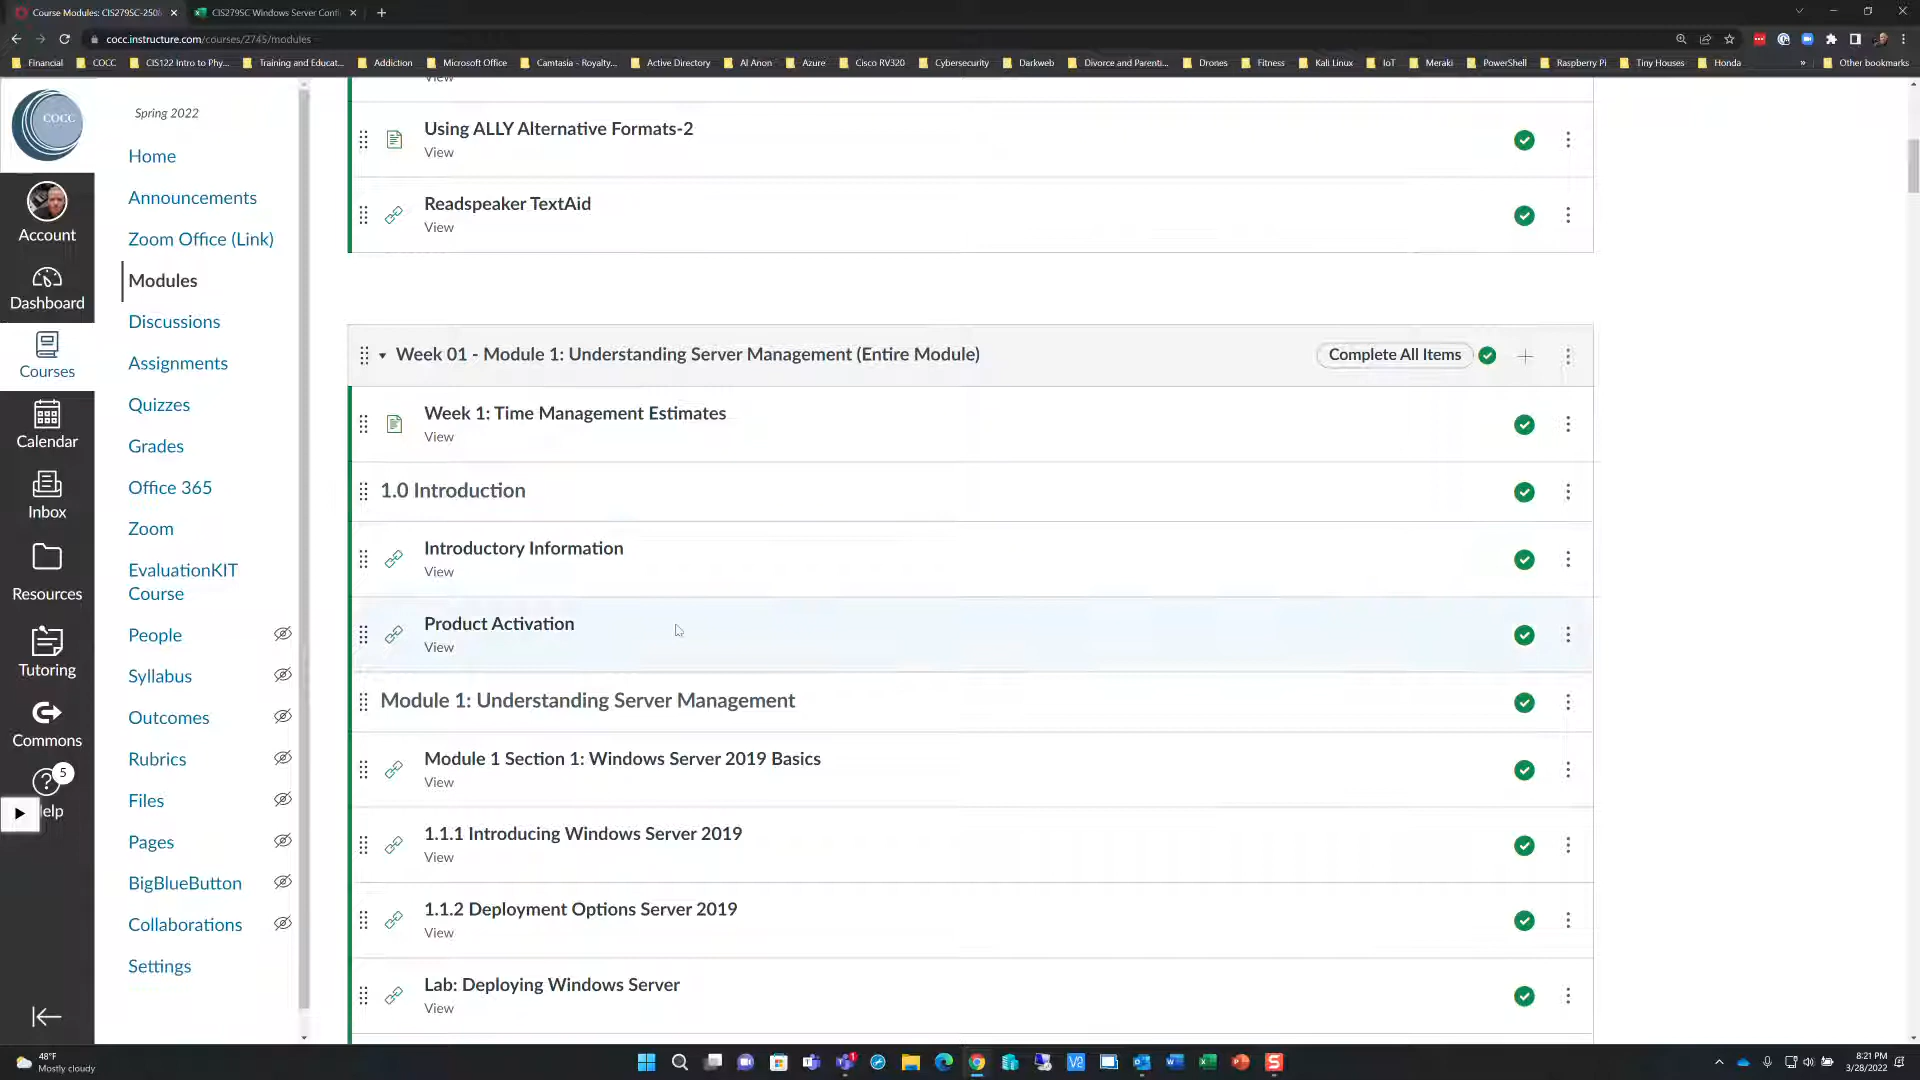 Course Modules: CIS279SC-250
CIS279SC Windows Server Confi
cocc.instructure.com/courses/2745/modules
Financial
COCC
CIS122 Intro to Phy...
Training and Educat...
Addiction
Microsoft Office
Camtasia - Royalty...
Active Directory
Al Anon
Azure
Cisco RV320
Cybersecurity
Darkweb
Divorce and Parenti...
Drones
Fitness
Kali Linux
IoT
Meraki
PowerShell
Raspberry Pi
Tiny Houses
Honda
»
Other bookmarks
COCC
Account
Dashboard
Courses
Calendar
Inbox
Resources
Tutoring
Commons
5
elp
Spring 2022
Home
Announcements
Zoom Office (Link)
Modules
Discussions
Assignments
Quizzes
Grades
Office 365
Zoom
EvaluationKIT
Course
People
Syllabus
Outcomes
Rubrics
Files
Pages
BigBlueButton
Collaborations
Settings
View
Using ALLY Alternative Formats-2
View
Readspeaker TextAid
View
Week 01 - Module 1: Understanding Server Management (Entire Module)
Complete All Items
Week 1: Time Management Estimates
View
1.0 Introduction
Introductory Information
View
Product Activation
View
Module 1: Understanding Server Management
Module 1 Section 1: Windows Server 2019 Basics
View
1.1.1 Introducing Windows Server 2019
View
1.1.2 Deployment Options Server 2019
View
Lab: Deploying Windows Server
View
48°F
Mostly cloudy
8:21 PM
3/28/2022